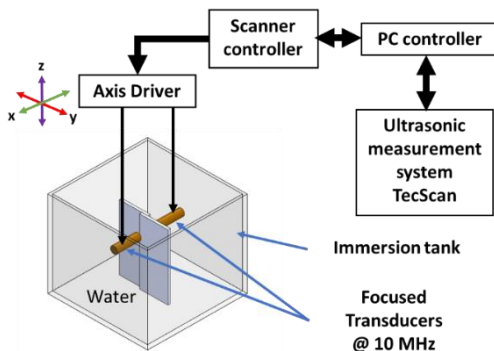 Scanner
controller
PC controller
Axis Driver
z
x
y
Ultrasonic
measurement
system
TecScan
Immersion tank
Water
Focused
Transducers
@ 10 MHz